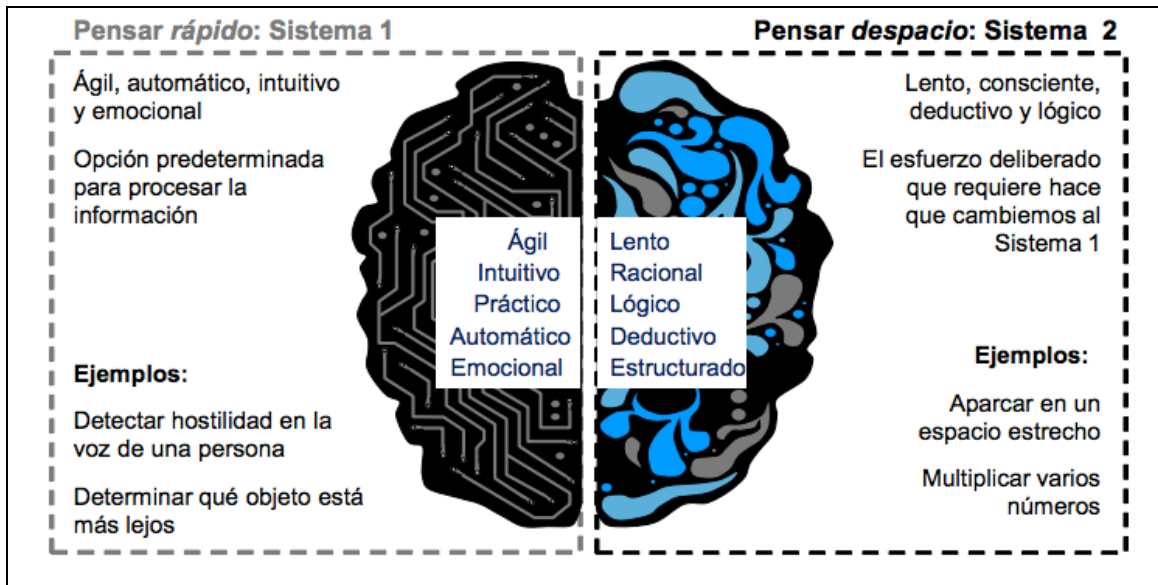 Pensar rápido: Sistema 1
Ágil, automático, intuitivo
y emocional
Opción predeterminada
para procesar la
información
Ejemplos:
Detectar hostilidad en la
voz de una persona
Determinar qué objeto está
más lejos
Ágil
Intuitivo
Práctico
Automático
Emocional
Lento
Racional
Lógico
Deductivo
Estructurado
Pensar despacio: Sistema 2
Lento, consciente,
deductivo y lógico
El esfuerzo deliberado
que requiere hace
que cambiemos al
Sistema 1
Ejemplos:
Aparcar en un
espacio estrecho
Multiplicar varios
números